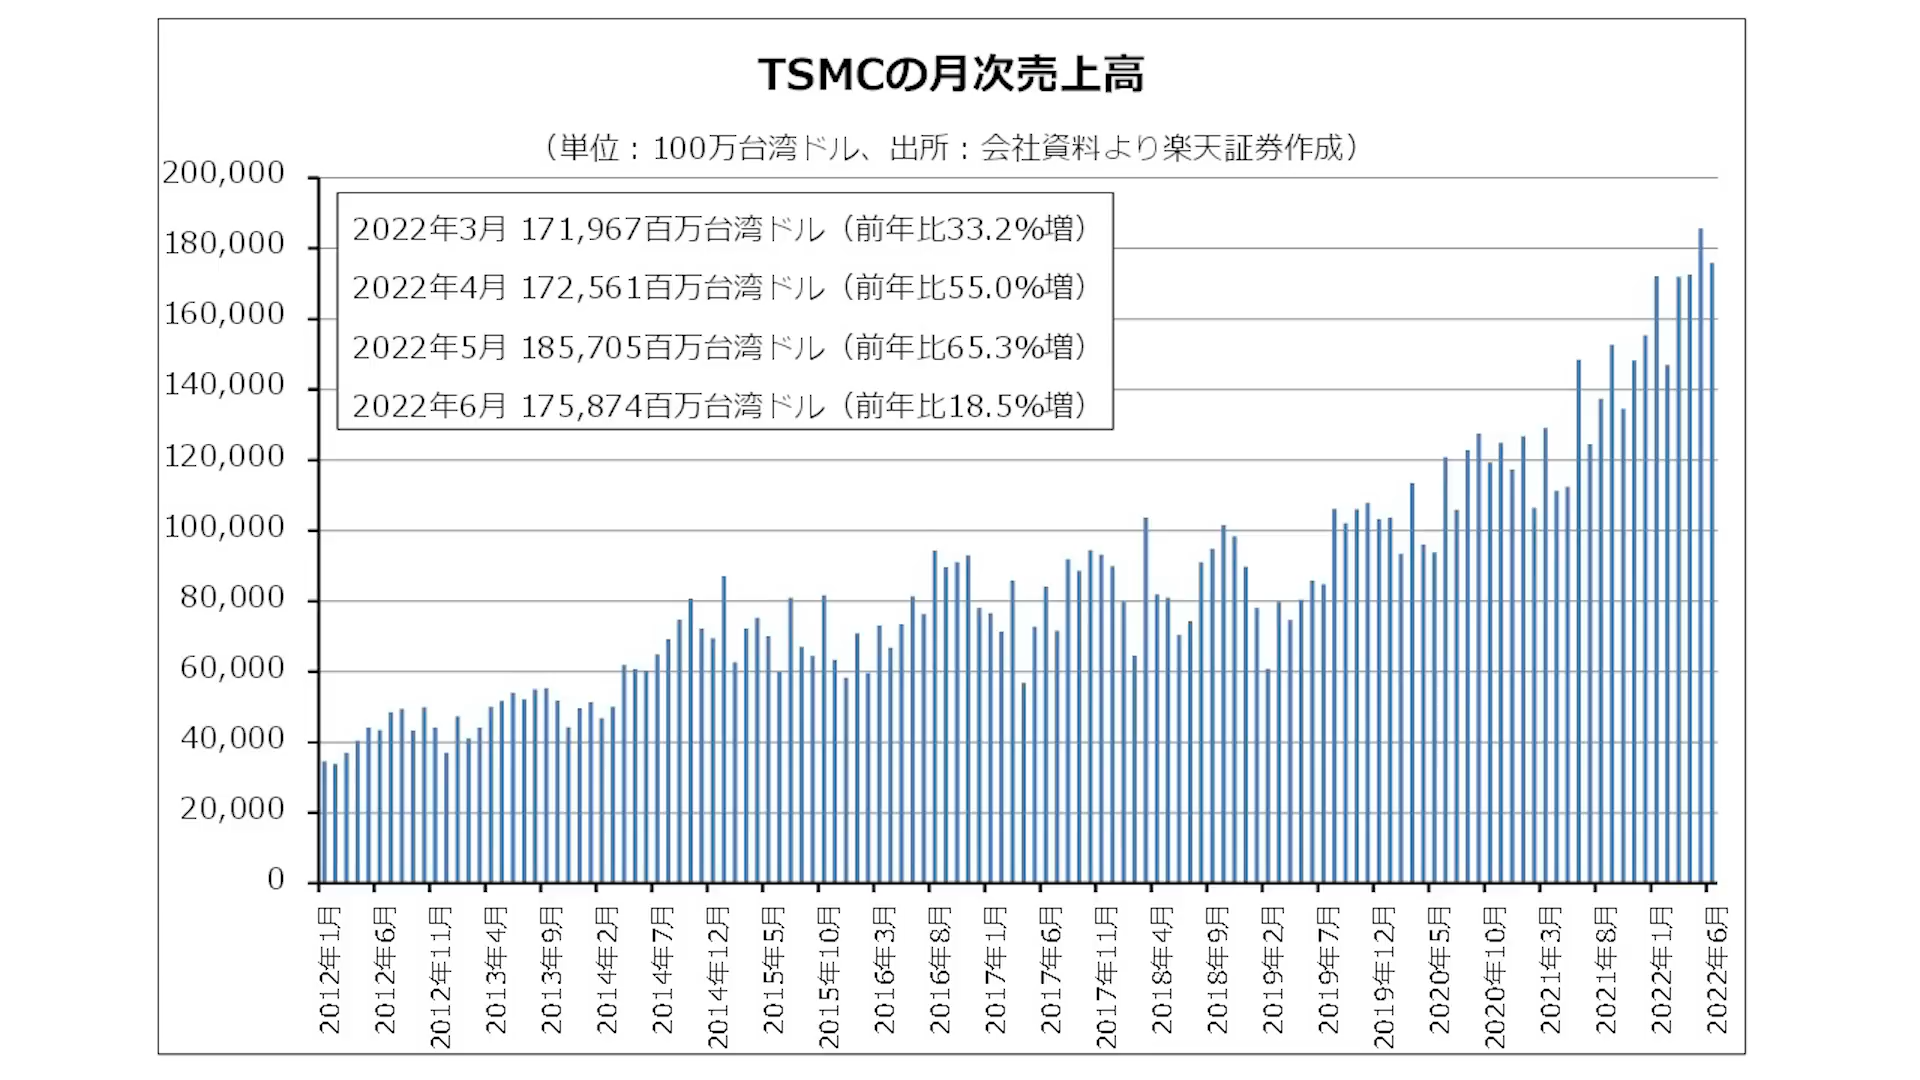 TSMCの月次売上高
（単位：100万台湾ドル、出所：会社資料より楽天証券作成）
200,000
180,000
160,000
140,000
120,000
100,000
80,000
60,000
40,000
20,000
0
2022年3月 171,967百万台湾ドル（前年比33.2%増）
2022年4月 172,561百万台湾ドル（前年比55.0%増）
2022年5月 185,705百万台湾ドル（前年比65.3%増）
2022年6月 175,874百万台湾ドル（前年比18.5%増）
2012年1月
2012年6月
2012年11月
2013年4月
2013年9月
2014年2月
2014年7月
2014年12月
2015年5月
2015年10月
2016年3月
2016年8月
2017年1月
2017年6月
2017年11月
2018年4月
2018年9月
2019年2月
2019年7月
2019年12月
2020年5月
2020年10月
2021年3月
2021年8月
2022年1月
2022年6月